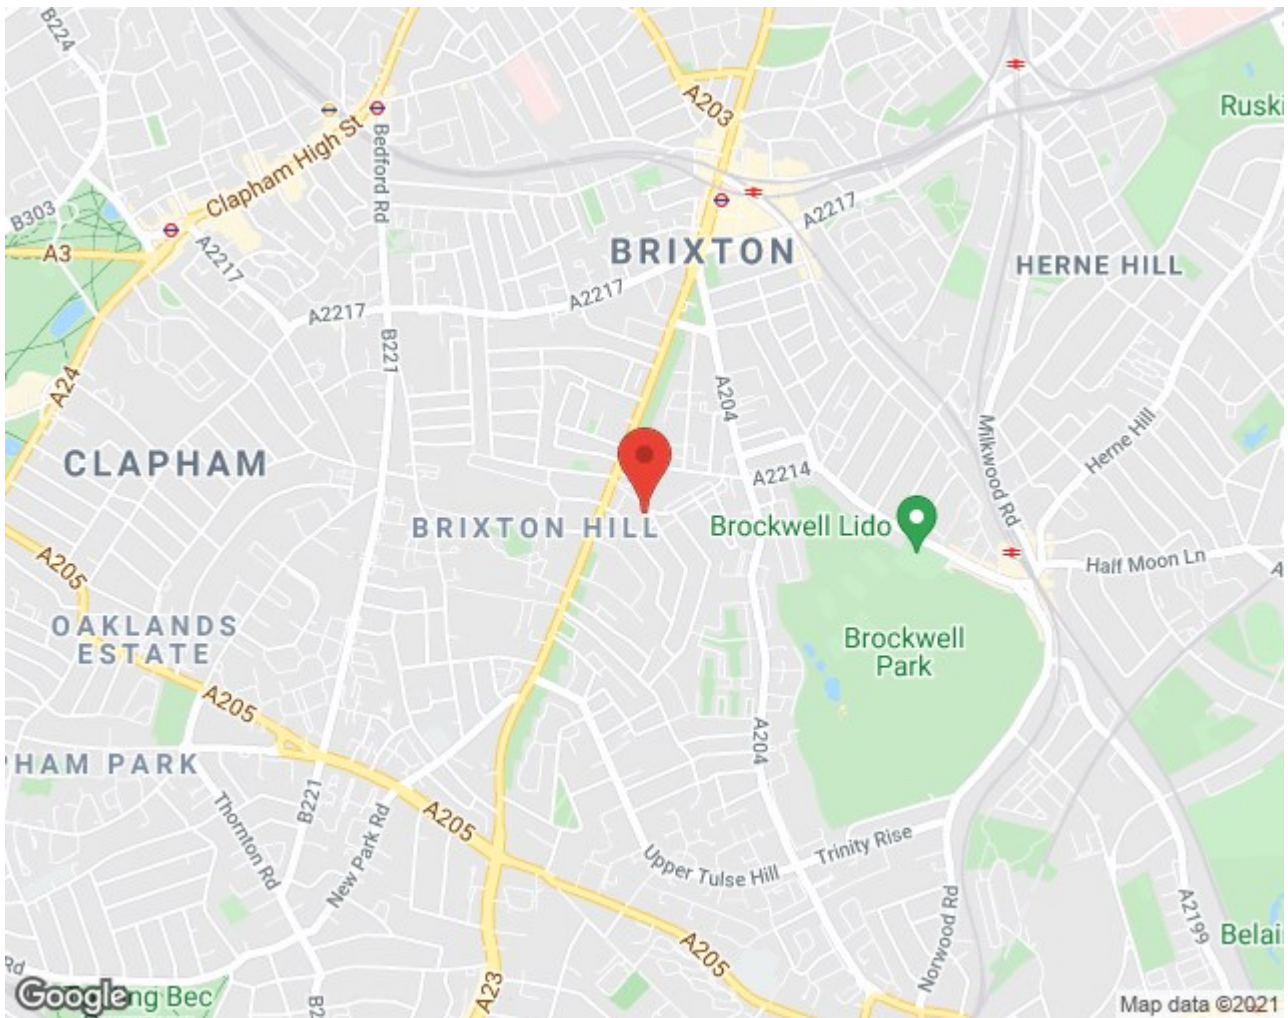 B224
A203
Ruski
Clapham High St
Bedford Rd
B303
A2217
A3
A2217
BRIXTON
HERNE HILL
A2217
A2217
B221
A24
A204
Milkwood Rd
Herne Hill
CLAPHAM
A2214
BRIXTON HILL
Brockwell Lido
A205
Half Moon Ln
A
OAKLANDS
ESTATE
Brockwell
Park
A205
A204
PHAM PARK
Thornton Rd
B221
New Park Rd
A205
Upper Tulse Hill
Trinity Rise
Norwood Rd
A2199
A205
Belai
Rd
A23
B2
Google
ng Bec
Map data ©2021